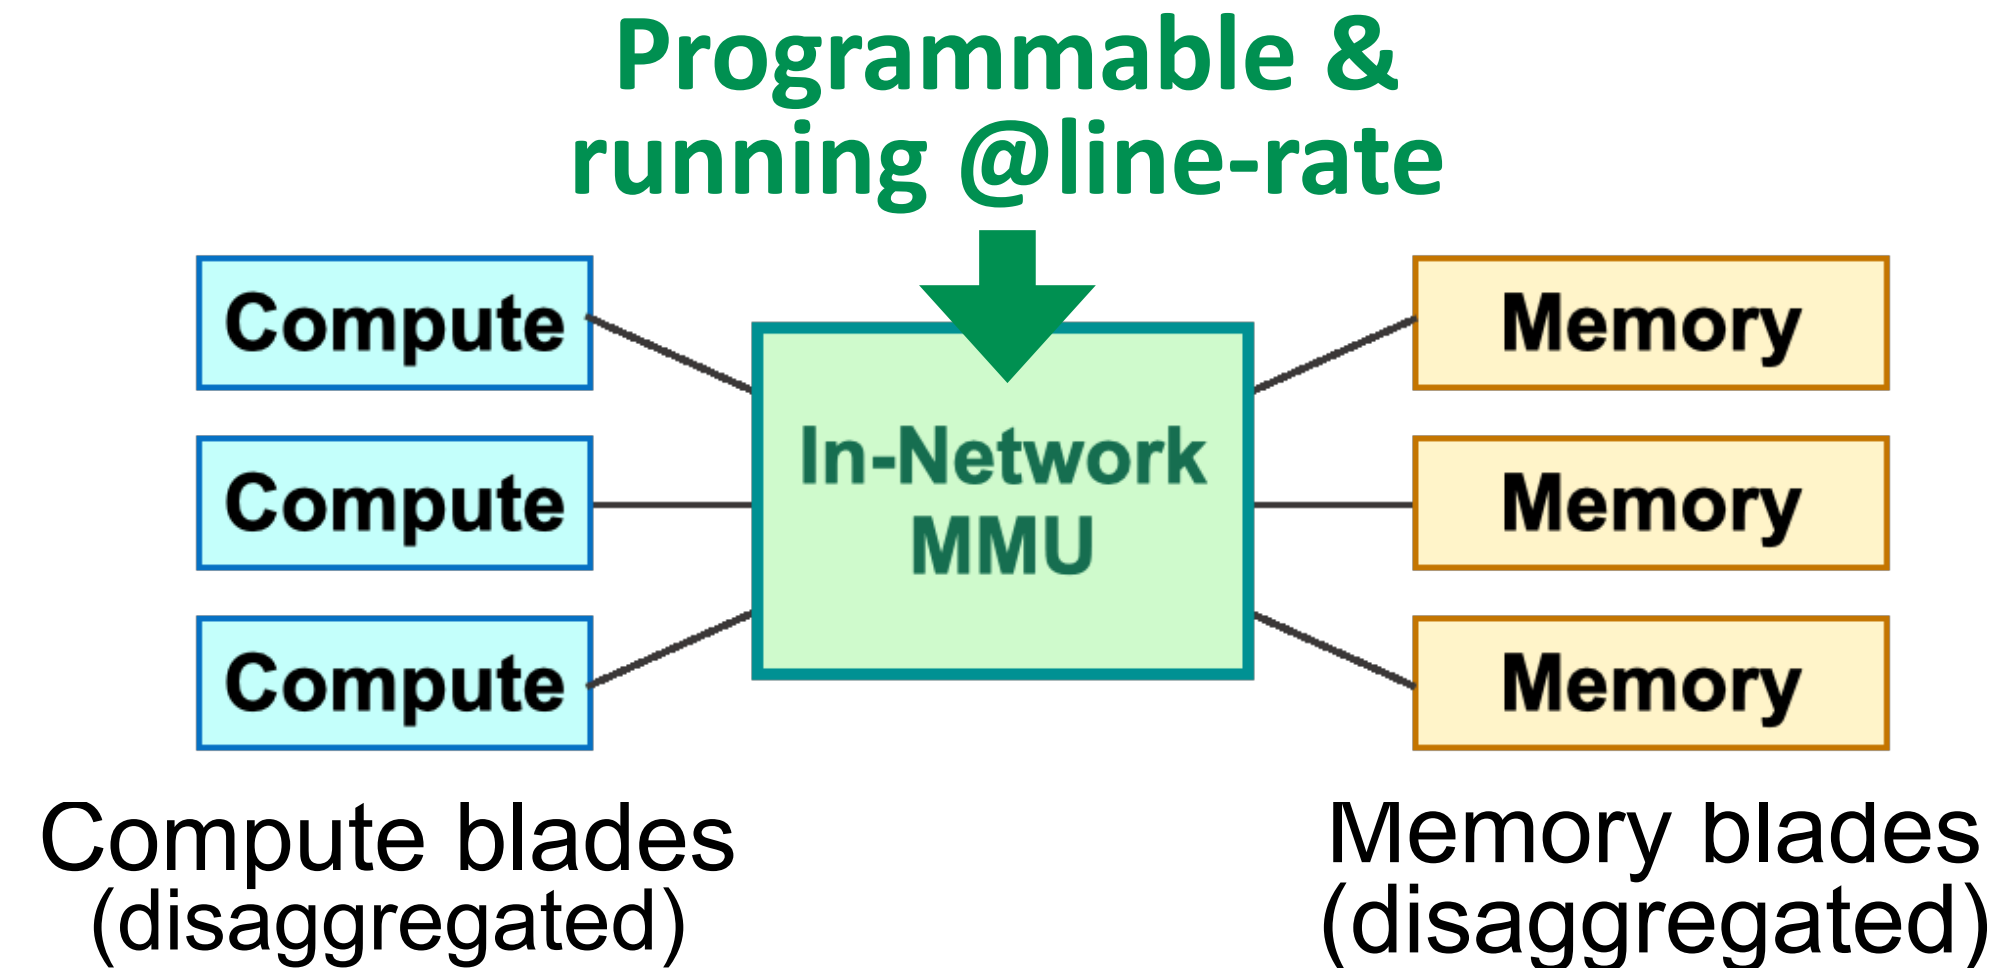 Programmable &
running @line-rate
Compute
Compute
Compute
In-Network
MMU
Memory
Memory
Memory
Compute blades
(disaggregated)
Memory blades
(disaggregated)